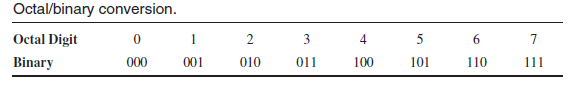 Octal/binary conversion.
Octal Digit 0 1 2 3 4 5 6 7
Binary 000 001 010 011 100 101 110 111